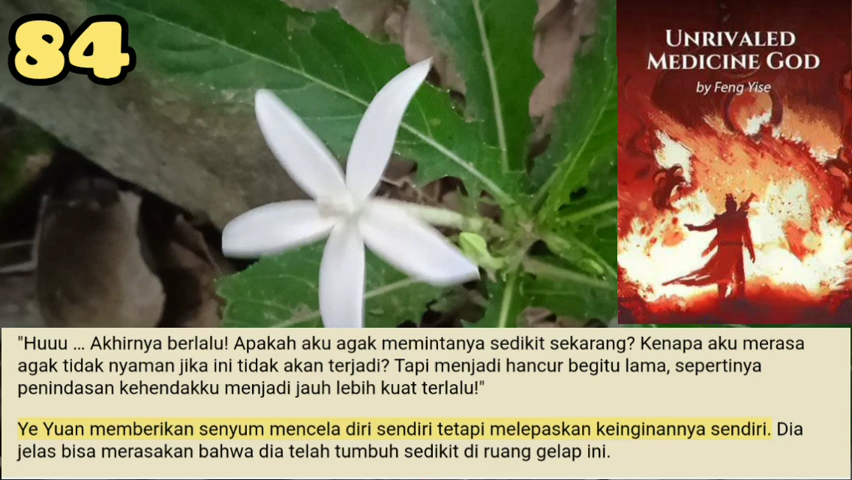 84
UNRIVALED
MEDICINE GOD
by Feng Yise
"Huuu ... Akhirnya berlalu! Apakah aku agak memintanya sedikit sekarang? Kenapa aku merasa
agak tidak nyaman jika ini tidak akan terjadi? Tapi menjadi hancur begitu lama, sepertinya
penindasan kehendakku menjadi jauh lebih kuat terlalu!"
Ye Yuan memberikan senyum mencela diri sendiri tetapi melepaskan keinginannya sendiri. Dia
jelas bisa merasakan bahwa dia telah tumbuh sedikit di ruang gelap ini.